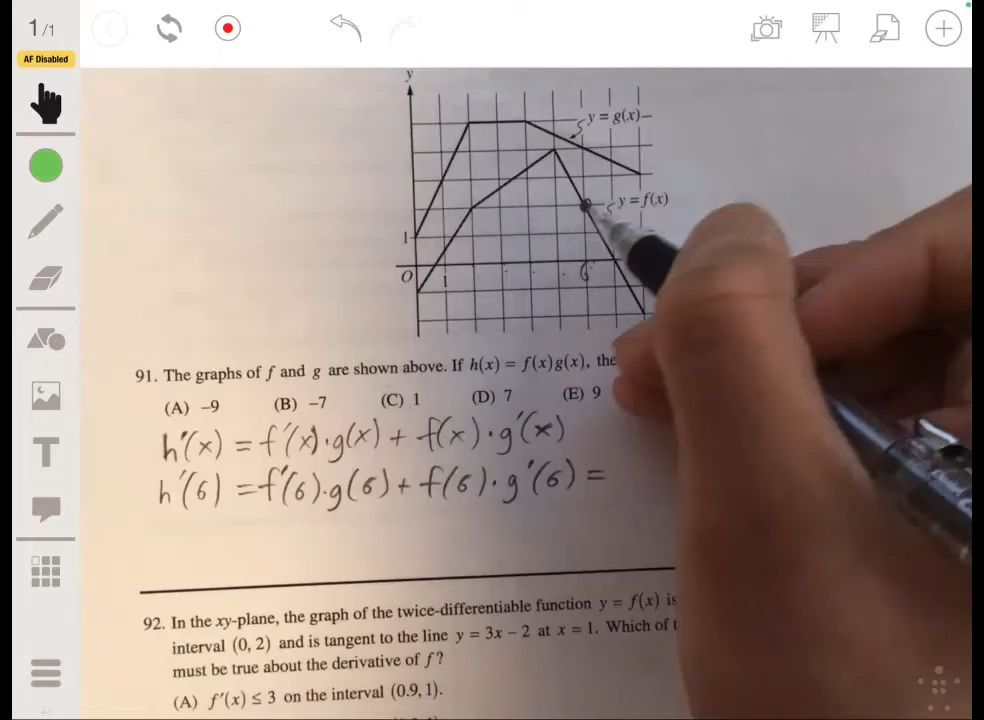 1/1
AF Disabled
y
y = g(x)
y = f(x)
1
O
1
6
91. The graphs of f and g are shown above. If h(x) = f(x)g(x), the
(A) −9 (B) −7 (C) 1 (D) 7 (E) 9
h'(x) = f'(x)·g(x) + f(x)·g'(x)
h'(6) = f'(6)·g(6) + f(6)·g'(6) =
92. In the xy-plane, the graph of the twice-differentiable function y = f(x) is
interval (0, 2) and is tangent to the line y = 3x − 2 at x = 1. Which of t
must be true about the derivative of f?
(A) f'(x) ≤ 3 on the interval (0.9, 1).